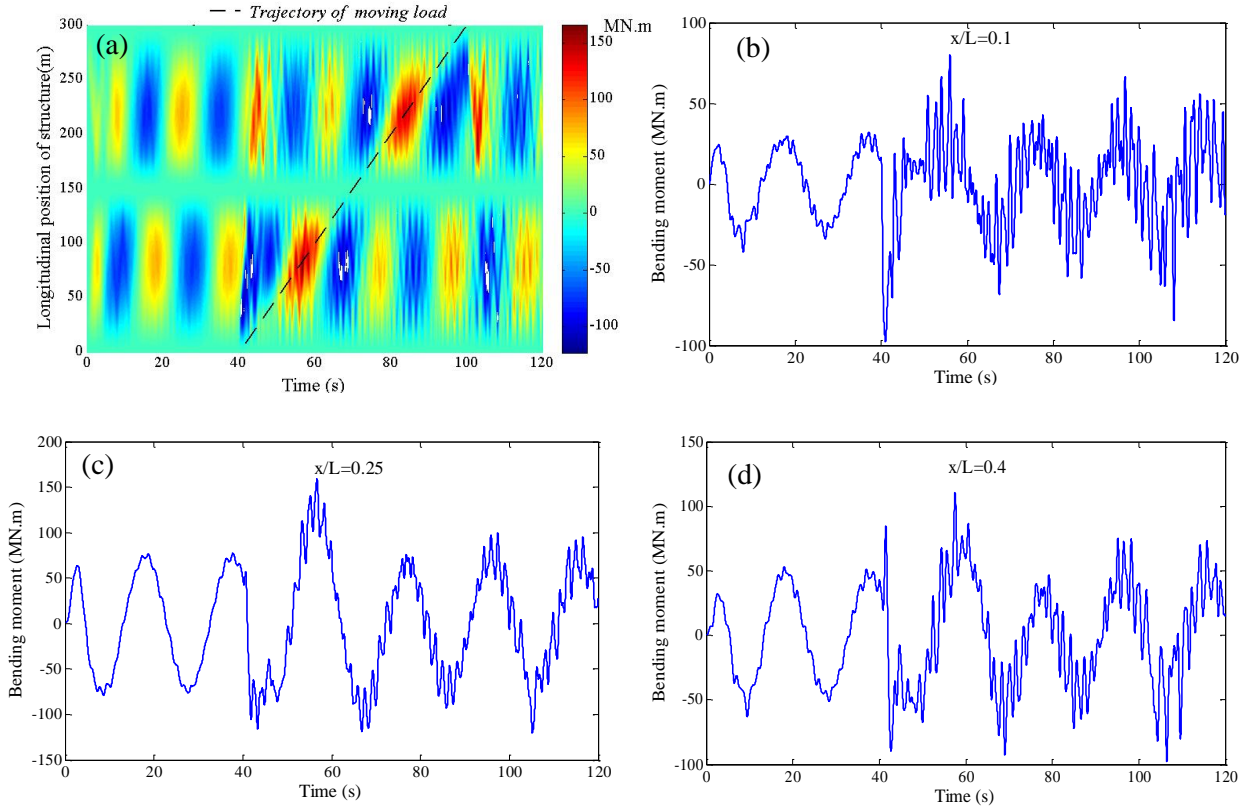 — - Trajectory of moving load
(a)
MN.m
Longitudinal position of structure(m)
300
250
200
150
100
50
0
0 20 40 60 80 100 120
Time (s)
150
100
50
0
-50
-100
(b)
x/L=0.1
Bending moment (MN.m)
100
50
0
-50
-100
0 20 40 60 80 100 120
Time (s)
(c)
x/L=0.25
Bending moment (MN.m)
200
150
100
50
0
-50
-100
-150
0 20 40 60 80 100 120
Time (s)
(d)
x/L=0.4
Bending moment (MN.m)
150
100
50
0
-50
-100
0 20 40 60 80 100 120
Time (s)